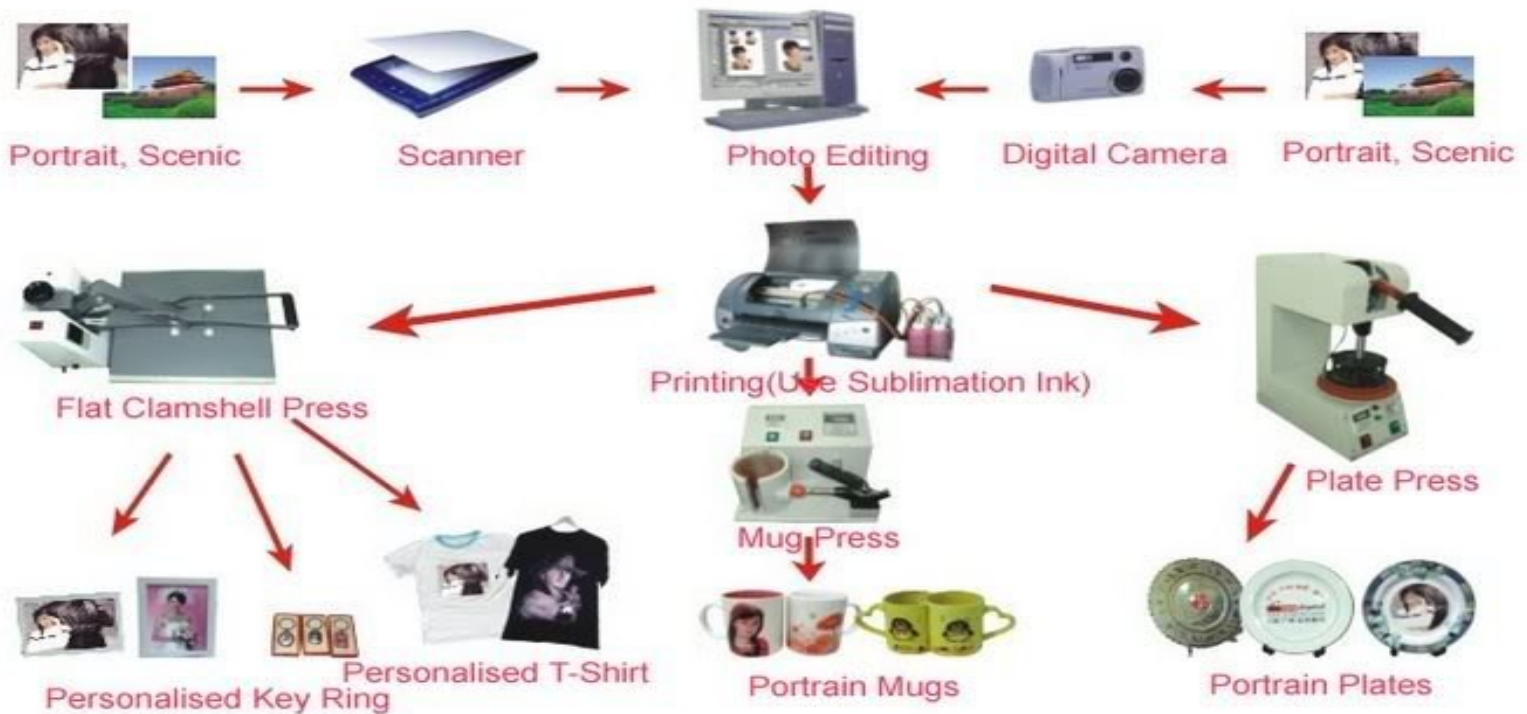 Portrait, Scenic
Scanner
Photo Editing
Digital Camera
Portrait, Scenic
Flat Clamshell Press
Printing(Use Sublimation Ink)
Plate Press
Mug Press
Personalised Key Ring
Personalised T-Shirt
Portrain Mugs
Portrain Plates